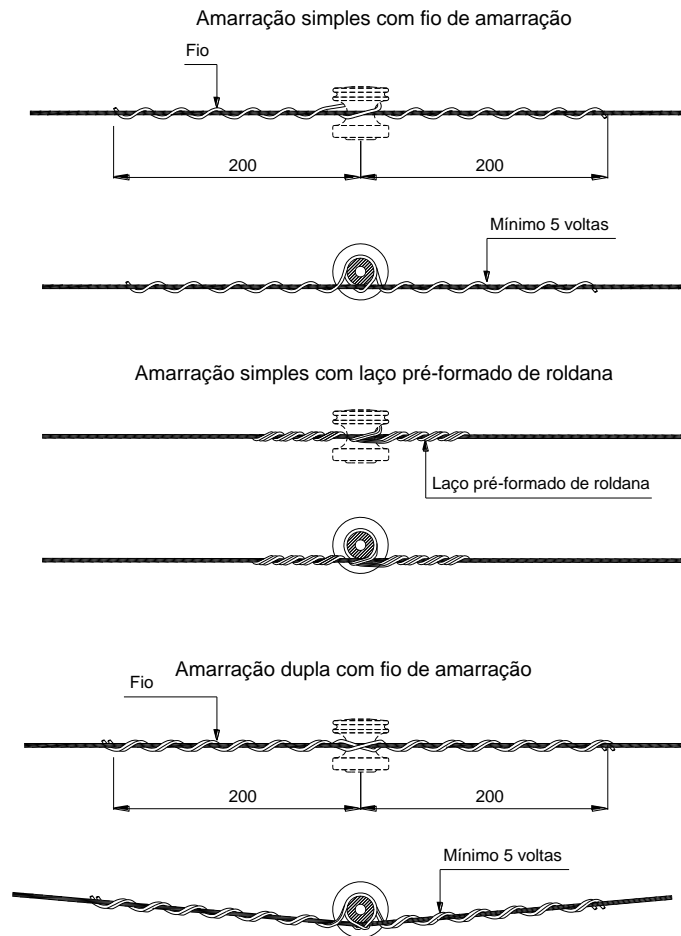 Amarração simples com fio de amarração
Fio
200
200
Mínimo 5 voltas
Amarração simples com laço pré-formado de roldana
Laço pré-formado de roldana
Amarração dupla com fio de amarração
Fio
200
200
Mínimo 5 voltas